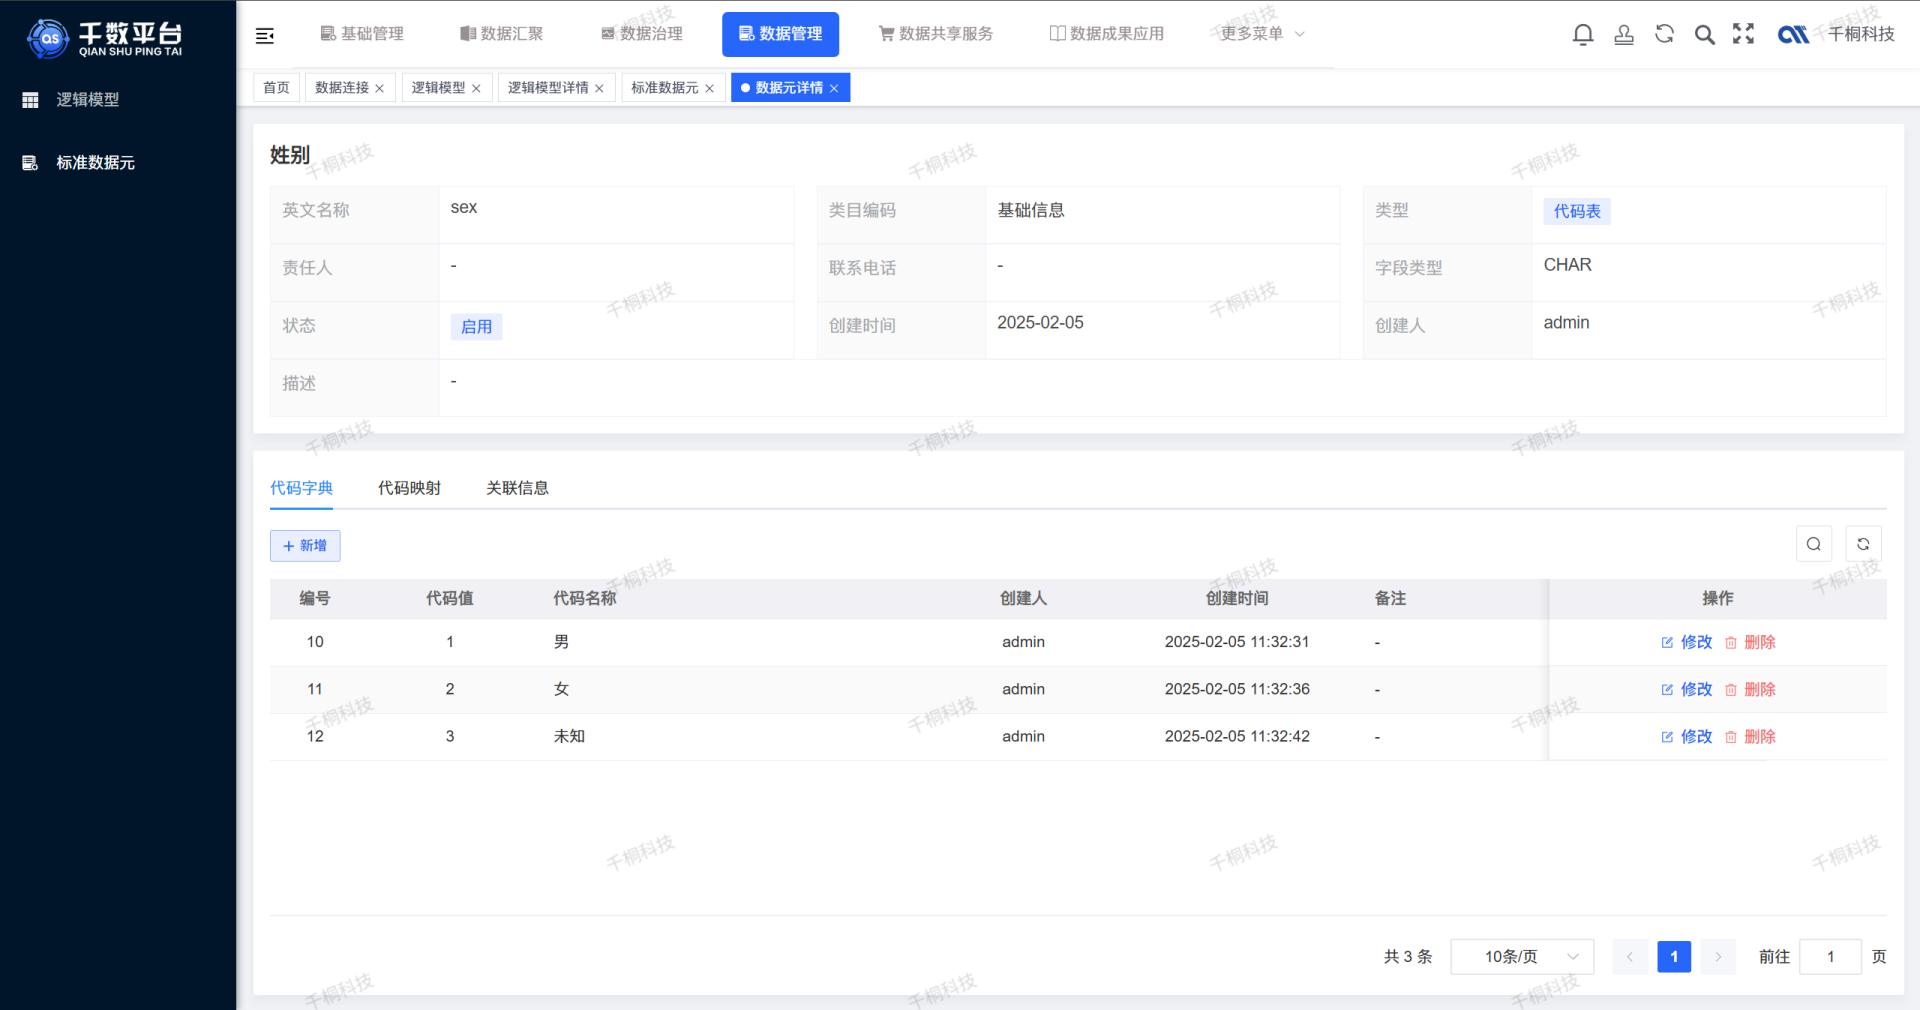 千数平台
QIAN SHU PING TAI
逻辑模型
标准数据元
基础管理
数据汇聚
数据治理
数据管理
数据共享服务
数据成果应用
更多菜单
千桐科技
首页
数据连接
逻辑模型
逻辑模型详情
标准数据元
数据元详情
姓别
英文名称 sex 类目编码 基础信息 类型 代码表
责任人 - 联系电话 - 字段类型 CHAR
状态 启用 创建时间 2025-02-05 创建人 admin
描述 -
代码字典 代码映射 关联信息
+ 新增
编号 代码值 代码名称 创建人 创建时间 备注 操作
10 1 男 admin 2025-02-05 11:32:31 - 修改 删除
11 2 女 admin 2025-02-05 11:32:36 - 修改 删除
12 3 未知 admin 2025-02-05 11:32:42 - 修改 删除
共 3 条 10条/页 1 前往 1 页
千桐科技